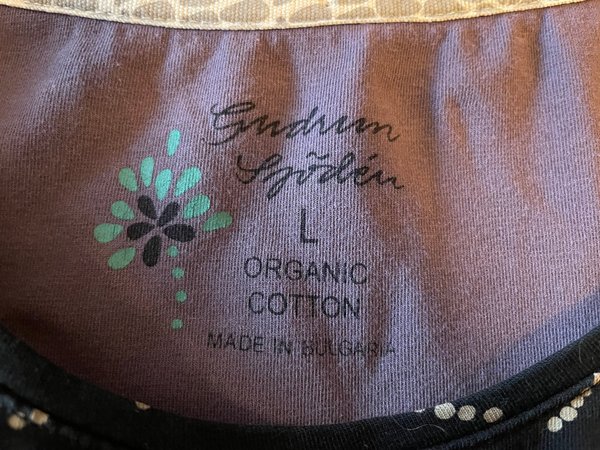 Gudrun
Sjödén
L
ORGANIC
COTTON
MADE IN BULGARIA